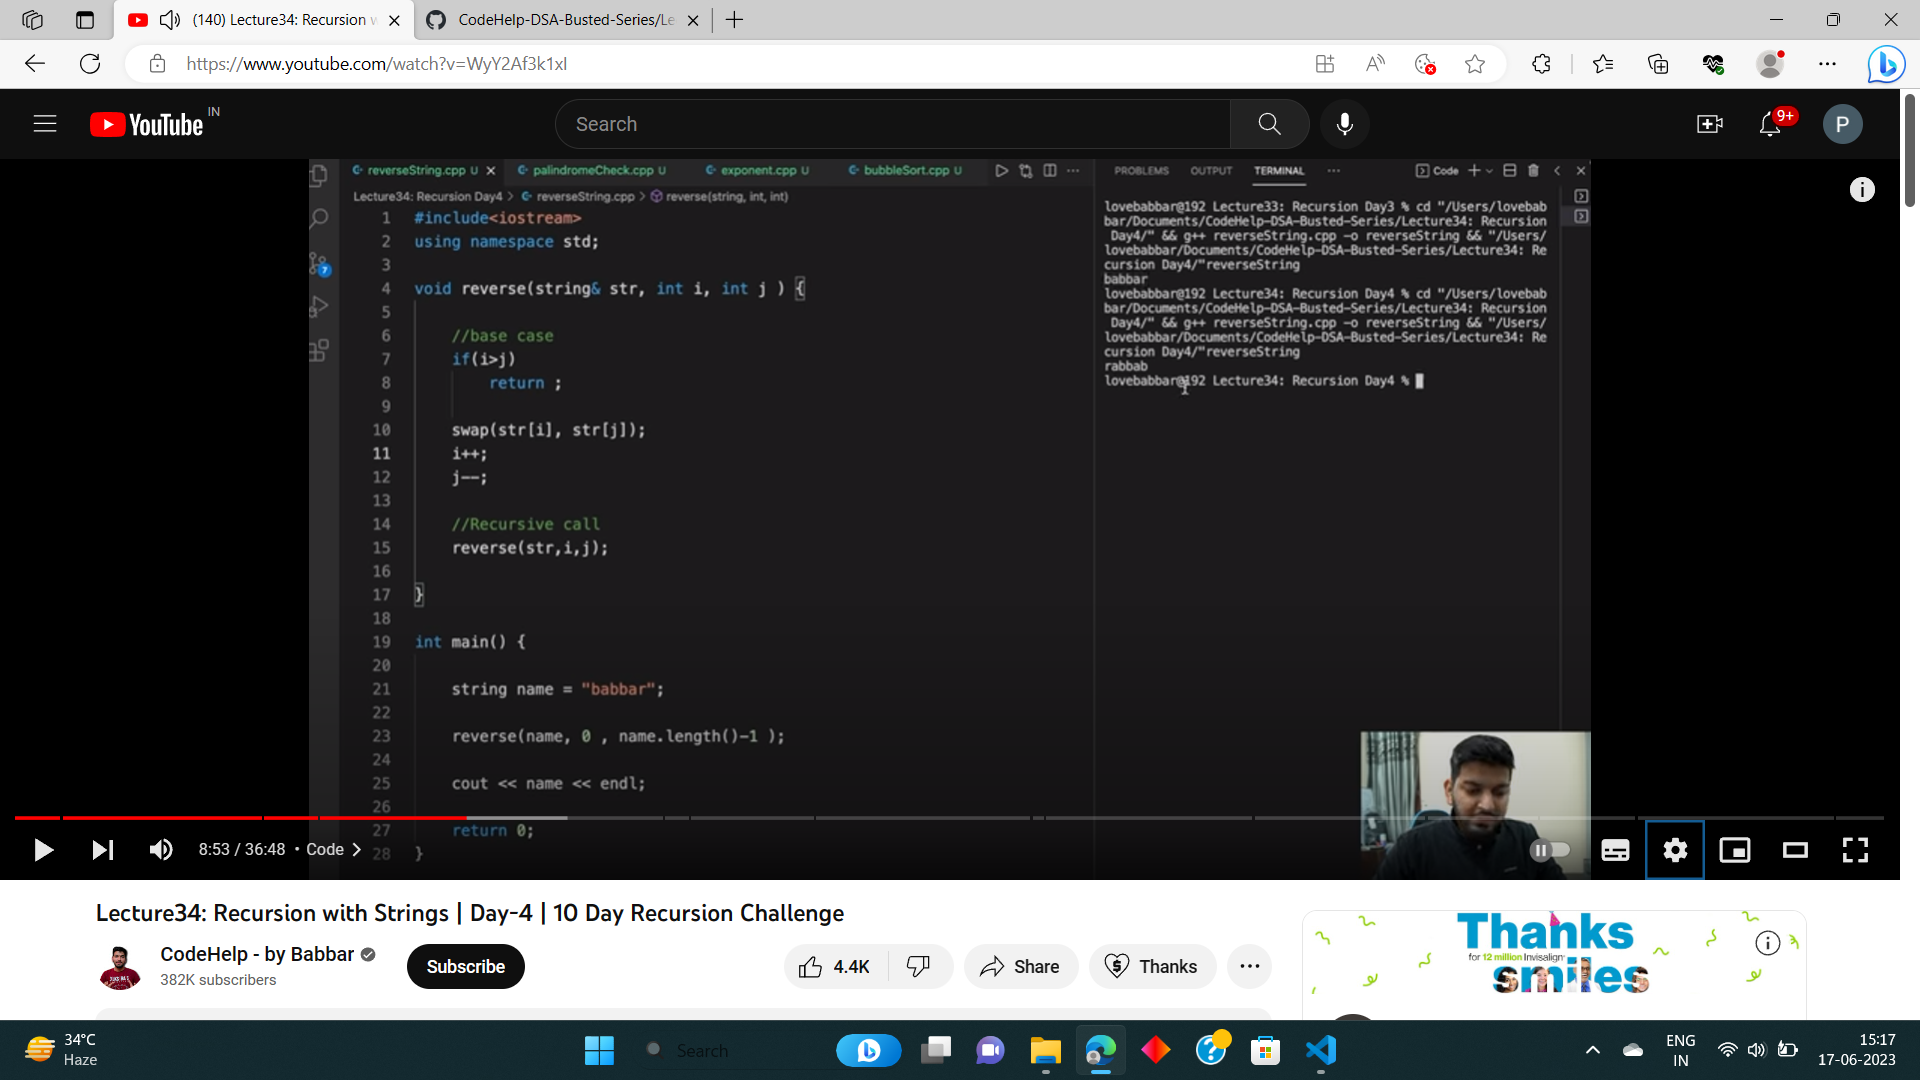 (140) Lecture34: Recursion w
CodeHelp-DSA-Busted-Series/Le
https://www.youtube.com/watch?v=WyY2Af3k1xI
YouTube IN
Search
9+
P
reverseString.cpp U
palindromeCheck.cpp U
exponent.cpp U
bubbleSort.cpp U
PROBLEMS
OUTPUT
TERMINAL
Code
Lecture34: Recursion Day4 > reverseString.cpp > reverse(string, int, int)
1 #include<iostream>
2 using namespace std;
3
4 void reverse(string& str, int i, int j ) {
5
6 //base case
7 if(i>j)
8 return ;
9
10 swap(str[i], str[j]);
11 i++;
12 j--;
13
14 //Recursive call
15 reverse(str,i,j);
16
17 }
18
19 int main() {
20
21 string name = "babbar";
22
23 reverse(name, 0 , name.length()-1 );
24
25 cout << name << endl;
26
27 return 0;
28 }
7
lovebabbar@192 Lecture33: Recursion Day3 % cd "/Users/lovebab
bar/Documents/CodeHelp-DSA-Busted-Series/Lecture34: Recursion
Day4/" && g++ reverseString.cpp -o reverseString && "/Users/
lovebabbar/Documents/CodeHelp-DSA-Busted-Series/Lecture34: Re
cursion Day4/"reverseString
babbar
lovebabbar@192 Lecture34: Recursion Day4 % cd "/Users/lovebab
bar/Documents/CodeHelp-DSA-Busted-Series/Lecture34: Recursion
Day4/" && g++ reverseString.cpp -o reverseString && "/Users/
lovebabbar/Documents/CodeHelp-DSA-Busted-Series/Lecture34: Re
cursion Day4/"reverseString
rabbab
lovebabbar@192 Lecture34: Recursion Day4 %
8:53 / 36:48 • Code >
Lecture34: Recursion with Strings | Day-4 | 10 Day Recursion Challenge
CodeHelp - by Babbar
382K subscribers
Subscribe
4.4K
Share
Thanks
Thanks
for 12 million Invisalign
smiles
34°C
Haze
Search
ENG
IN
15:17
17-06-2023